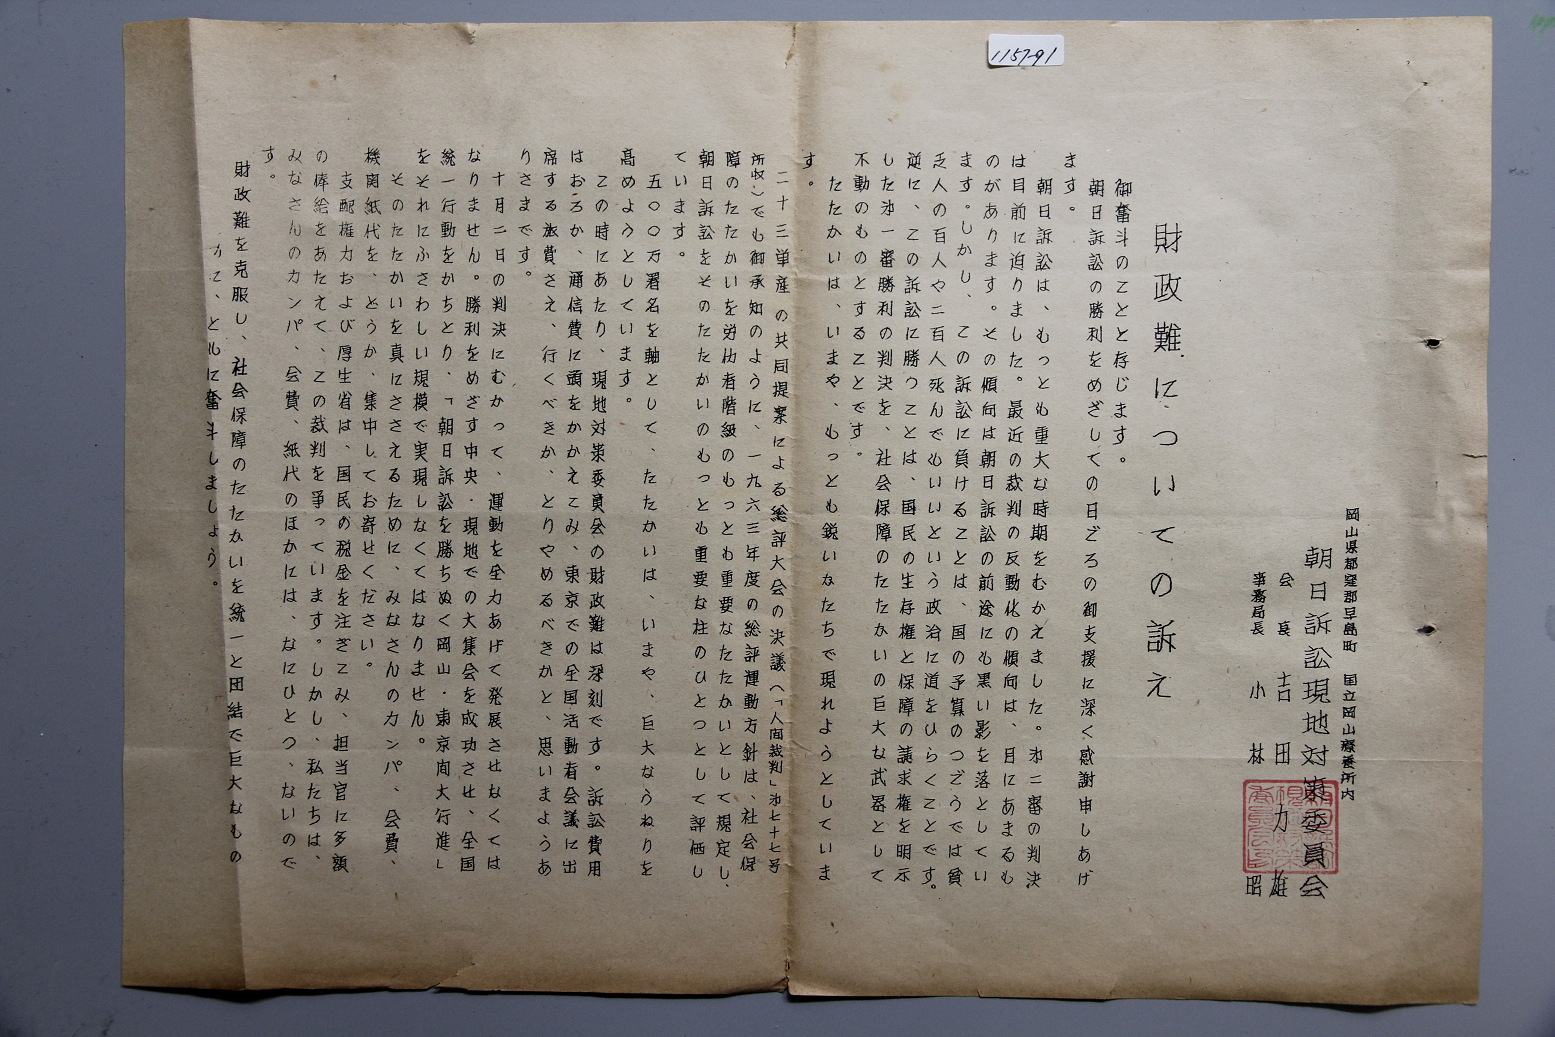 1157-91
岡山県都窪郡早島町　国立岡山療養所内
朝日訴訟現地対策委員会
会長　吉田力雄
事務局長　小林昭
財政難についての訴え
御奮斗のことと存じます。
朝日訴訟の勝利をめざしての日ごろの御支援に深く感謝申しあげ
ます。
朝日訴訟は、もっとも重大な時期をむかえました。才二審の判決
は目前に迫りました。最近の裁判の反動化の傾向は、目にあまるも
のがあります。その傾向は朝日訴訟の前途にも黒い影を落としてい
ます。しかし、この訴訟に負けることは、国の予算のつごうでは貧
乏人の百人や二百人死んでもいいという政治に道をひらくことです。
逆に、この訴訟に勝つことは、国民の生存権と保障の請求権を明示
した才一審勝利の判決を、社会保障のたたかいの巨大な武器として
不動のものとすることです。
たたかいは、いまや、もっとも鋭いかたちで現れようとしていま
す。
二十三単産の共同提案による総評大会の決議（「人間裁判」才七十七号
所収）でも御承知のように、一九六三年度の総評運動方針は、社会保
障のたたかいを労仂者階級のもっとも重要なたたかいとして規定し、
朝日訴訟をそのたたかいのもっとも重要な柱のひとつとして評価し
ています。
五〇〇万署名を軸として、たたかいは、いまや、巨大なうねりを
高めようとしています。
この時にあたり、現地対策委員会の財政難は深刻です。訴訟費用
はおろか、通信費に頭をかかえこみ、東京での全国活動者会議に出
席する旅費さえ、行くべきか、とりやめるべきかと、思いまようあ
りさまです。
十月二日の判決にむかって、運動を全力あげて発展させなくては
なりません。勝利をめざす中央・現地での大集会を成功させ、全国
統一行動をかちとり、「朝日訴訟を勝ちぬく岡山・東京間大行進」
をそれにふさわしい規模で実現しなくてはなりません。
そのたたかいを真にささえるために、みなさんのカンパ、会費、
機関紙代を、どうか、集中してお寄せください。
支配権力および厚生省は、国民の税金を注ぎこみ、担当官に多額
の俸給をあたえて、この裁判を争っています。しかし、私たちは、
みなさんのカンパ、会費、紙代のほかには、なにひとつ、ないので
す。
財政難を克服し、社会保障のたたかいを統一と団結で巨大なもの
に、ともに奮斗しましょう。